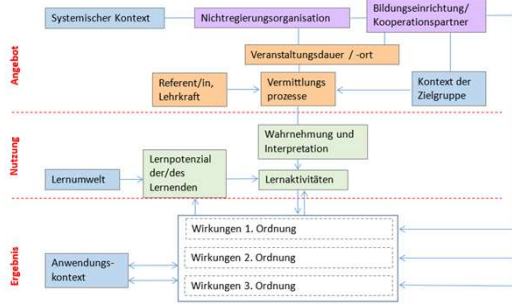 Systemischer Kontext
Nichtregierungsorganisation
Bildungseinrichtung/
Kooperationspartner
Veranstaltungsdauer / -ort
Angebot
Referent/in,
Lehrkraft
Vermittlungs
prozesse
Kontext der
Zielgruppe
Nutzung
Wahrnehmung und
Interpretation
Lernumwelt
Lernpotenzial
der/des
Lernenden
Lernaktivitäten
Ergebnis
Anwendungs-
kontext
Wirkungen 1. Ordnung
Wirkungen 2. Ordnung
Wirkungen 3. Ordnung